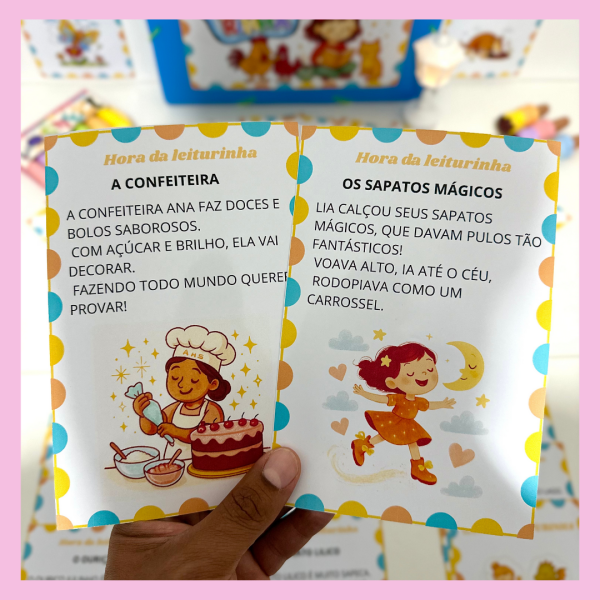 Hora da leiturinha
A CONFEITEIRA
A CONFEITEIRA ANA FAZ DOCES E
BOLOS SABOROSOS.
COM AÇÚCAR E BRILHO, ELA VAI
DECORAR.
FAZENDO TODO MUNDO QUERER
PROVAR!
Hora da leiturinha
OS SAPATOS MÁGICOS
LIA CALÇOU SEUS SAPATOS
MÁGICOS, QUE DAVAM PULOS TÃO
FANTÁSTICOS!
VOAVA ALTO, IA ATÉ O CÉU,
RODOPIAVA COMO UM
CARROSSEL.